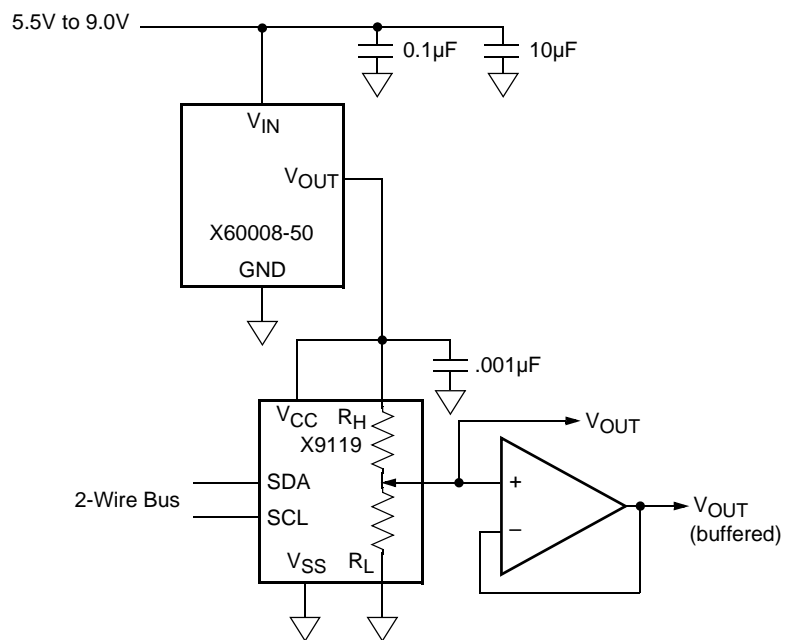 5.5V to 9.0V
0.1µF
10µF
VIN
VOUT
X60008-50
GND
.001µF
VCC
RH
X9119
VOUT
2-Wire Bus
SDA
SCL
+
–
VOUT
(buffered)
VSS
RL